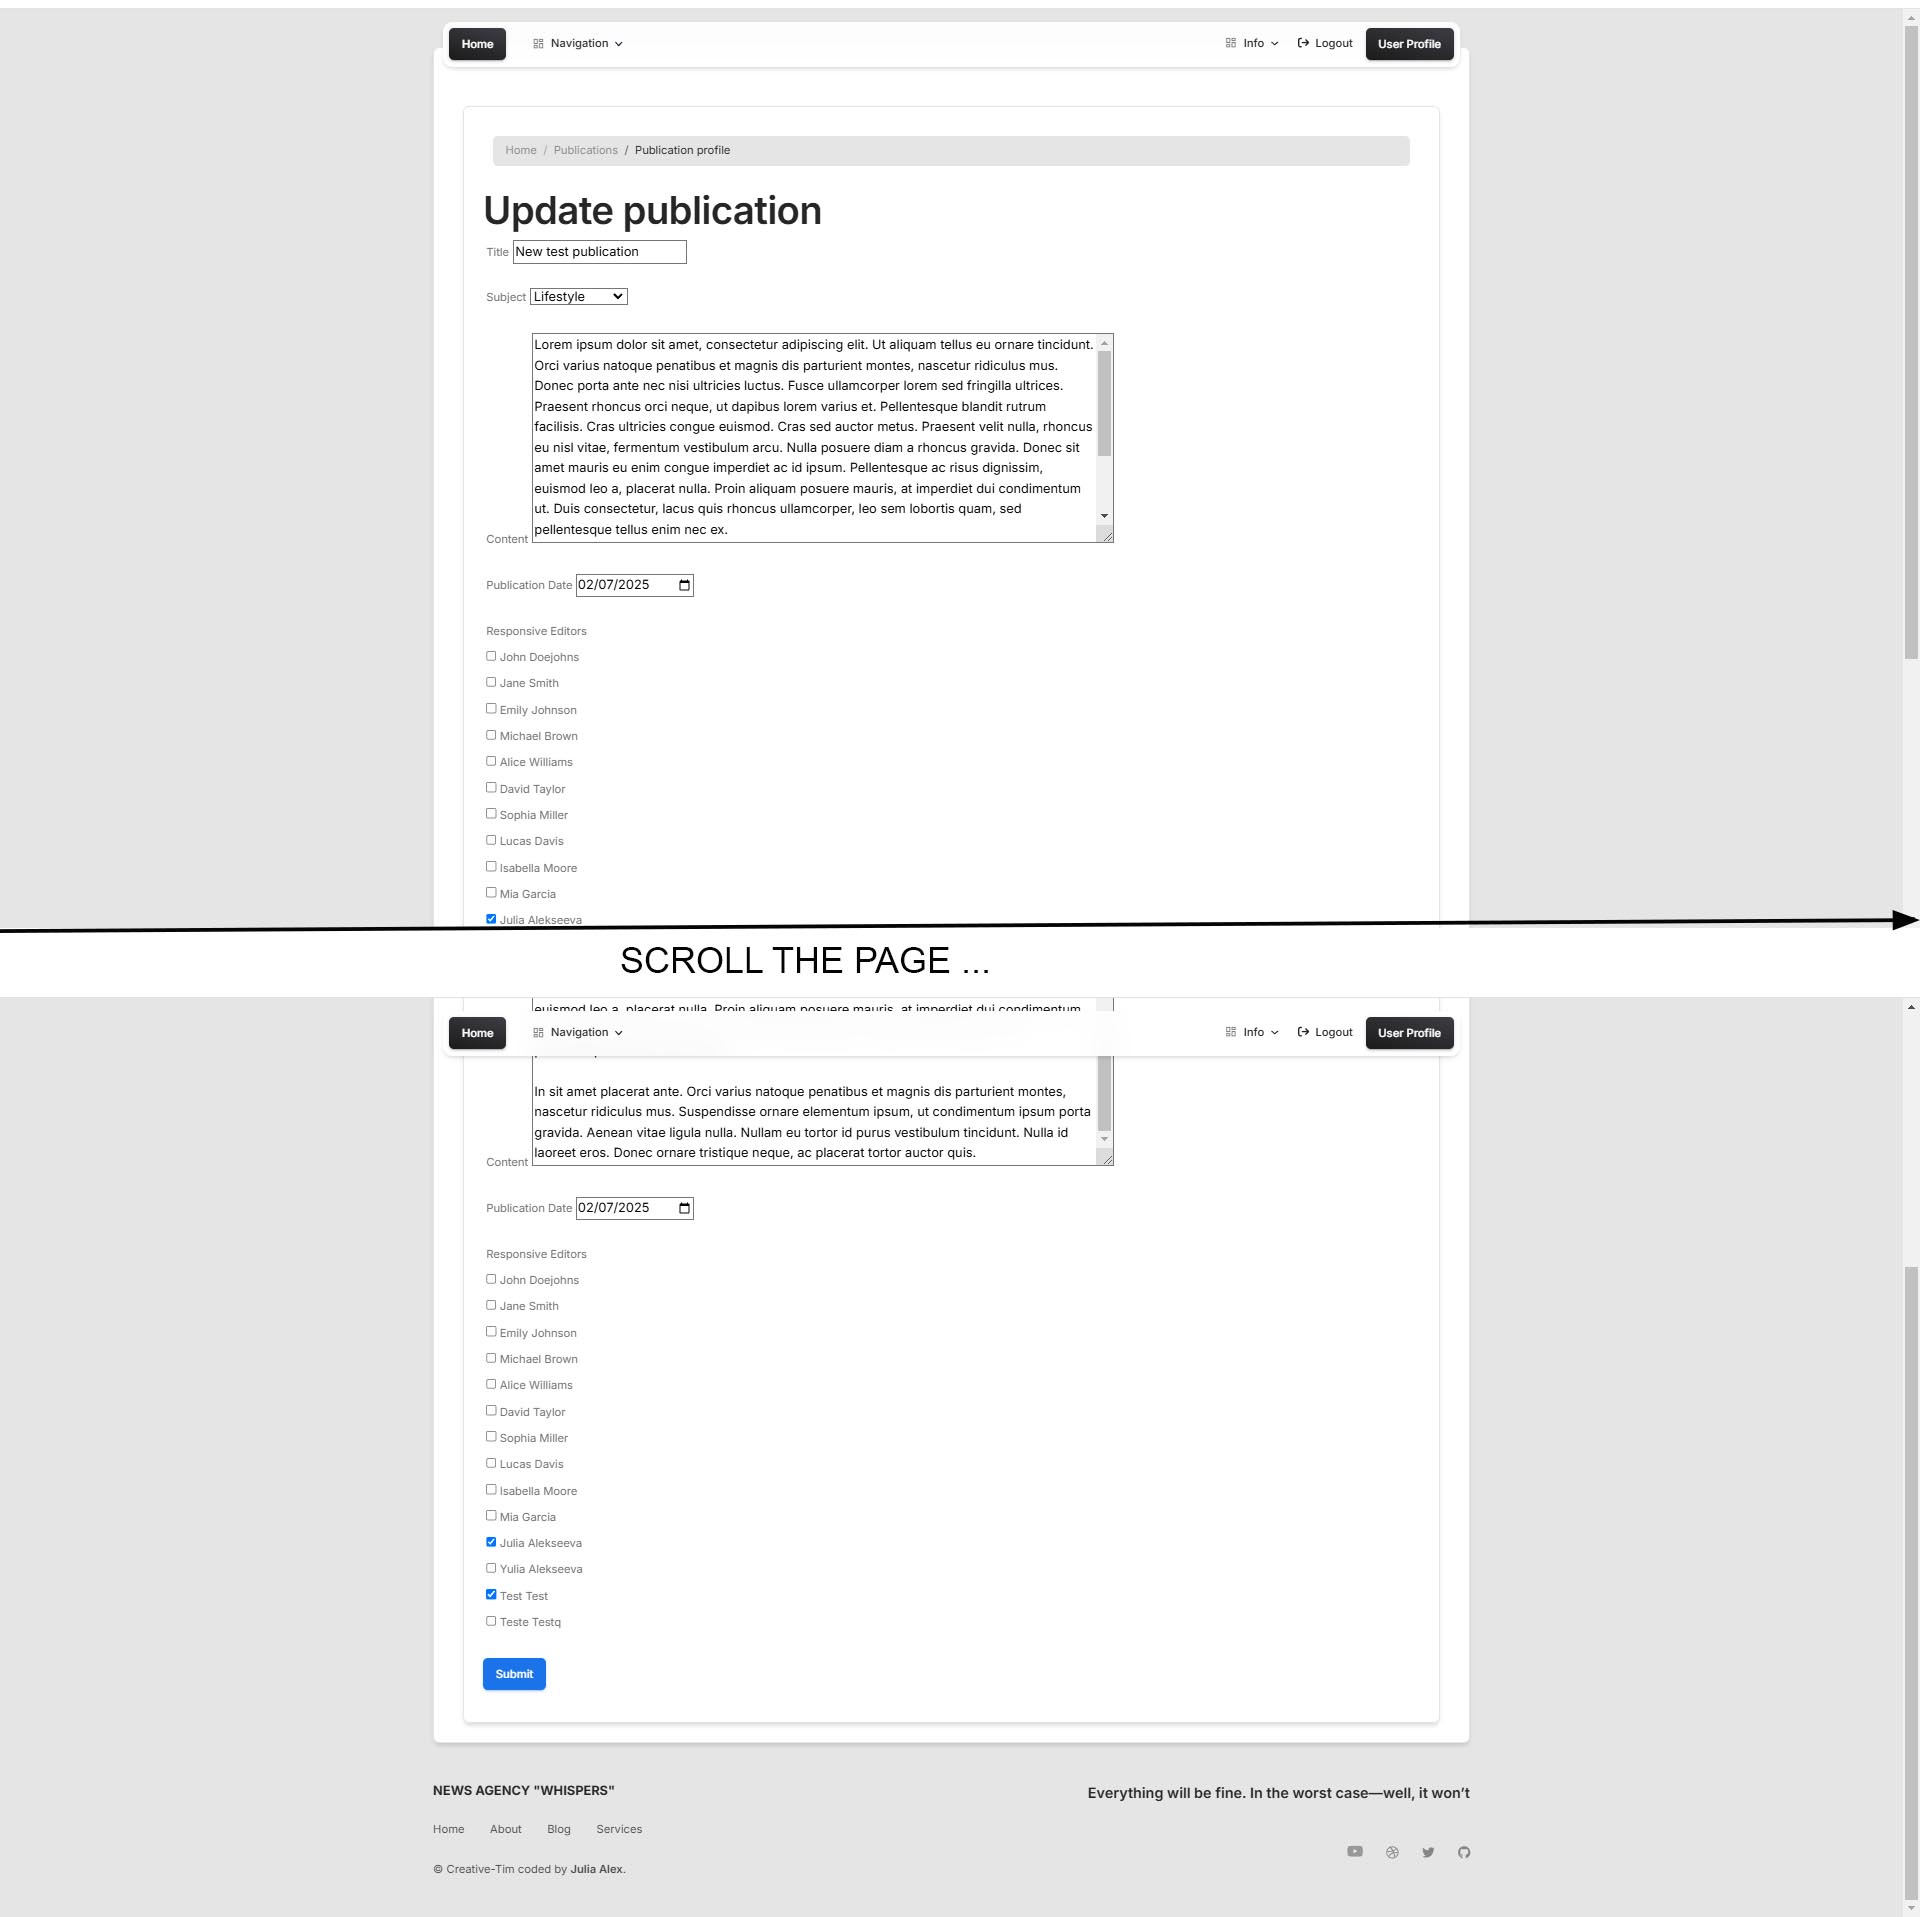 Home Navigation Info Logout User Profile
Home / Publications / Publication profile
Update publication
Title New test publication
Subject Lifestyle
Lorem ipsum dolor sit amet, consectetur adipiscing elit. Ut aliquam tellus eu ornare tincidunt.
Orci varius natoque penatibus et magnis dis parturient montes, nascetur ridiculus mus.
Donec porta ante nec nisi ultricies luctus. Fusce ullamcorper lorem sed fringilla ultrices.
Praesent rhoncus orci neque, ut dapibus lorem varius et. Pellentesque blandit rutrum
facilisis. Cras ultricies congue euismod. Cras sed auctor metus. Praesent velit nulla, rhoncus
eu nisl vitae, fermentum vestibulum arcu. Nulla posuere diam a rhoncus gravida. Donec sit
amet mauris eu enim congue imperdiet ac id ipsum. Pellentesque ac risus dignissim,
euismod leo a, placerat nulla. Proin aliquam posuere mauris, at imperdiet dui condimentum
ut. Duis consectetur, lacus quis rhoncus ullamcorper, leo sem lobortis quam, sed
pellentesque tellus enim nec ex.
Content
Publication Date 02/07/2025
Responsive Editors
John Doejohns
Jane Smith
Emily Johnson
Michael Brown
Alice Williams
David Taylor
Sophia Miller
Lucas Davis
Isabella Moore
Mia Garcia
Julia Alekseeva
SCROLL THE PAGE ...
euismod leo a, placerat nulla. Proin aliquam posuere mauris, at imperdiet dui condimentum
Home Navigation Info Logout User Profile
In sit amet placerat ante. Orci varius natoque penatibus et magnis dis parturient montes,
nascetur ridiculus mus. Suspendisse ornare elementum ipsum, ut condimentum ipsum porta
gravida. Aenean vitae ligula nulla. Nullam eu tortor id purus vestibulum tincidunt. Nulla id
laoreet eros. Donec ornare tristique neque, ac placerat tortor auctor quis.
Content
Publication Date 02/07/2025
Responsive Editors
John Doejohns
Jane Smith
Emily Johnson
Michael Brown
Alice Williams
David Taylor
Sophia Miller
Lucas Davis
Isabella Moore
Mia Garcia
Julia Alekseeva
Yulia Alekseeva
Test Test
Teste Testq
Submit
NEWS AGENCY "WHISPERS"
Everything will be fine. In the worst case—well, it won’t
Home About Blog Services
© Creative-Tim coded by Julia Alex.